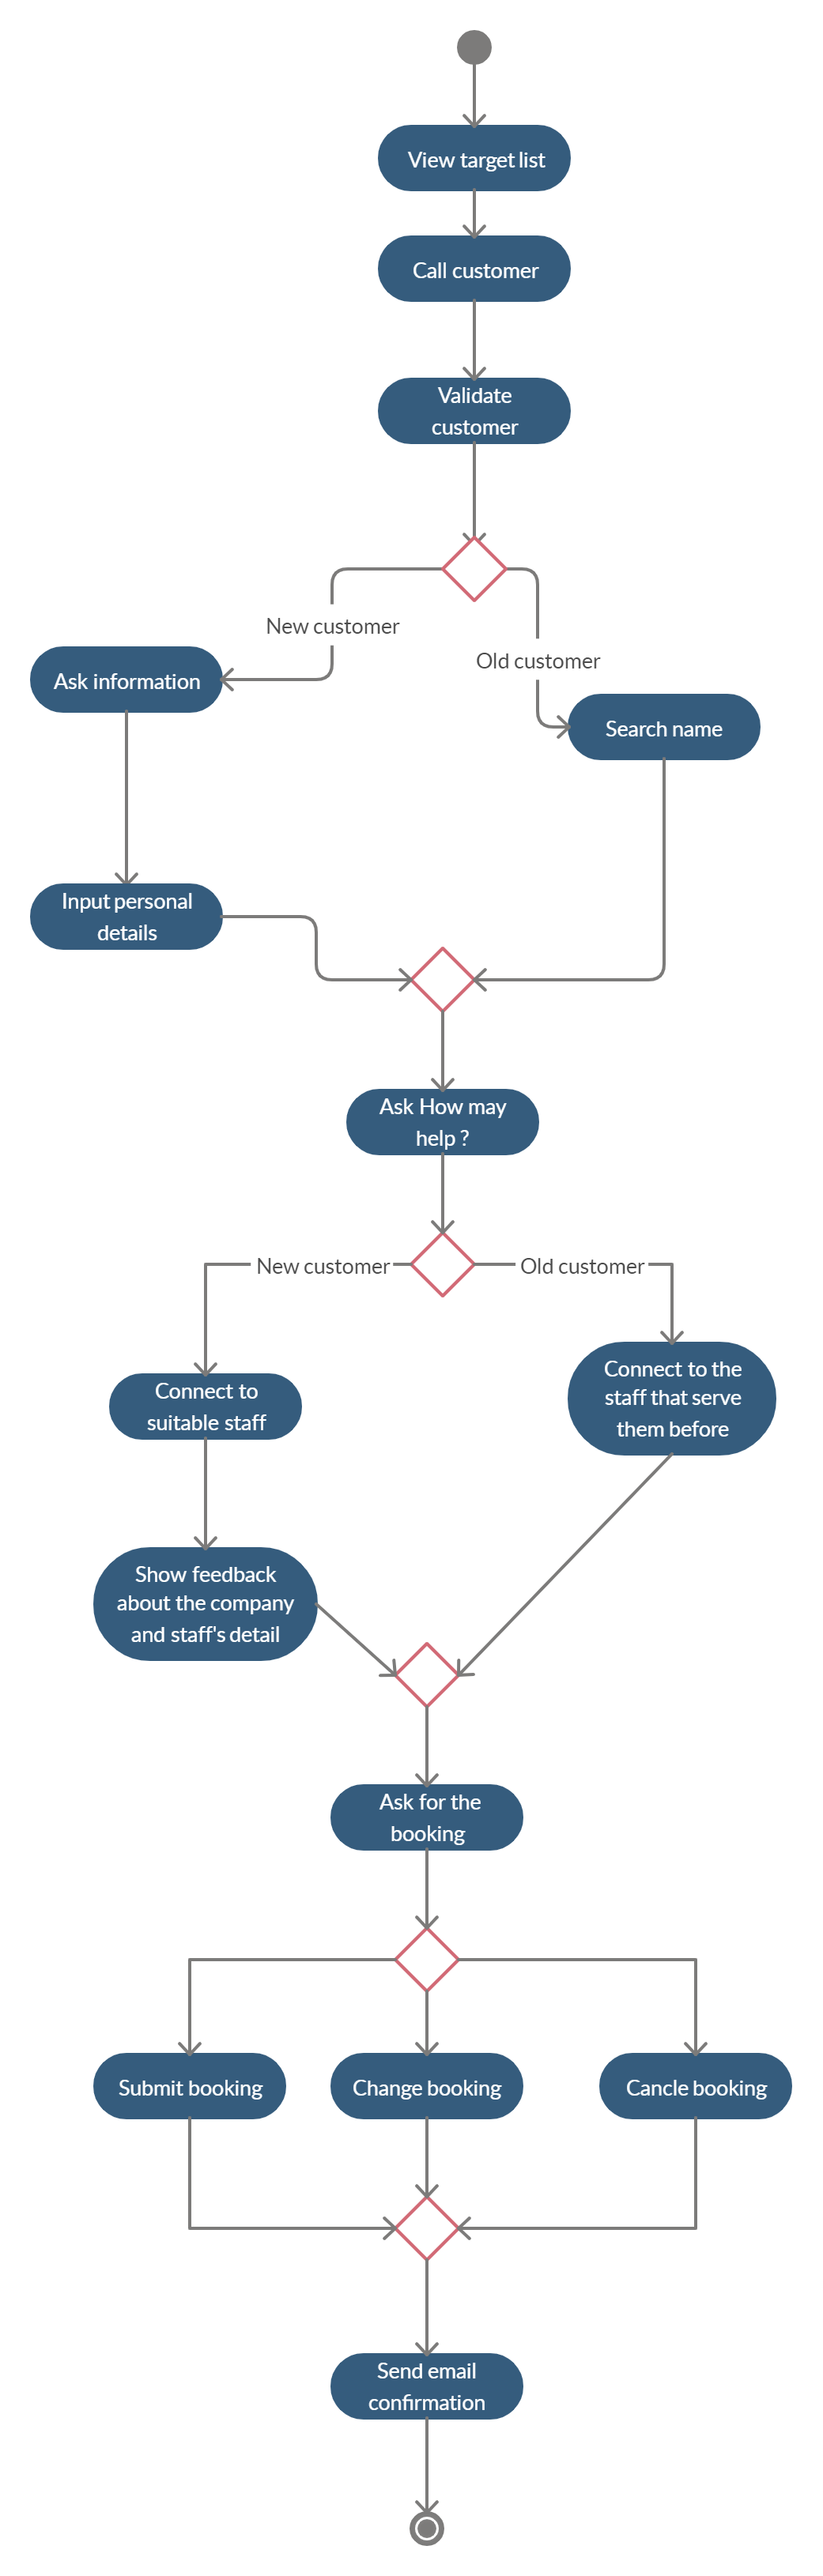 View target list
Call customer
Validate
customer
New customer
Old customer
Ask information
Search name
Input personal
details
Ask How may
help ?
New customer
Old customer
Connect to
suitable staff
Connect to the
staff that serve
them before
Show feedback
about the company
and staff's detail
Ask for the
booking
Submit booking
Change booking
Cancle booking
Send email
confirmation